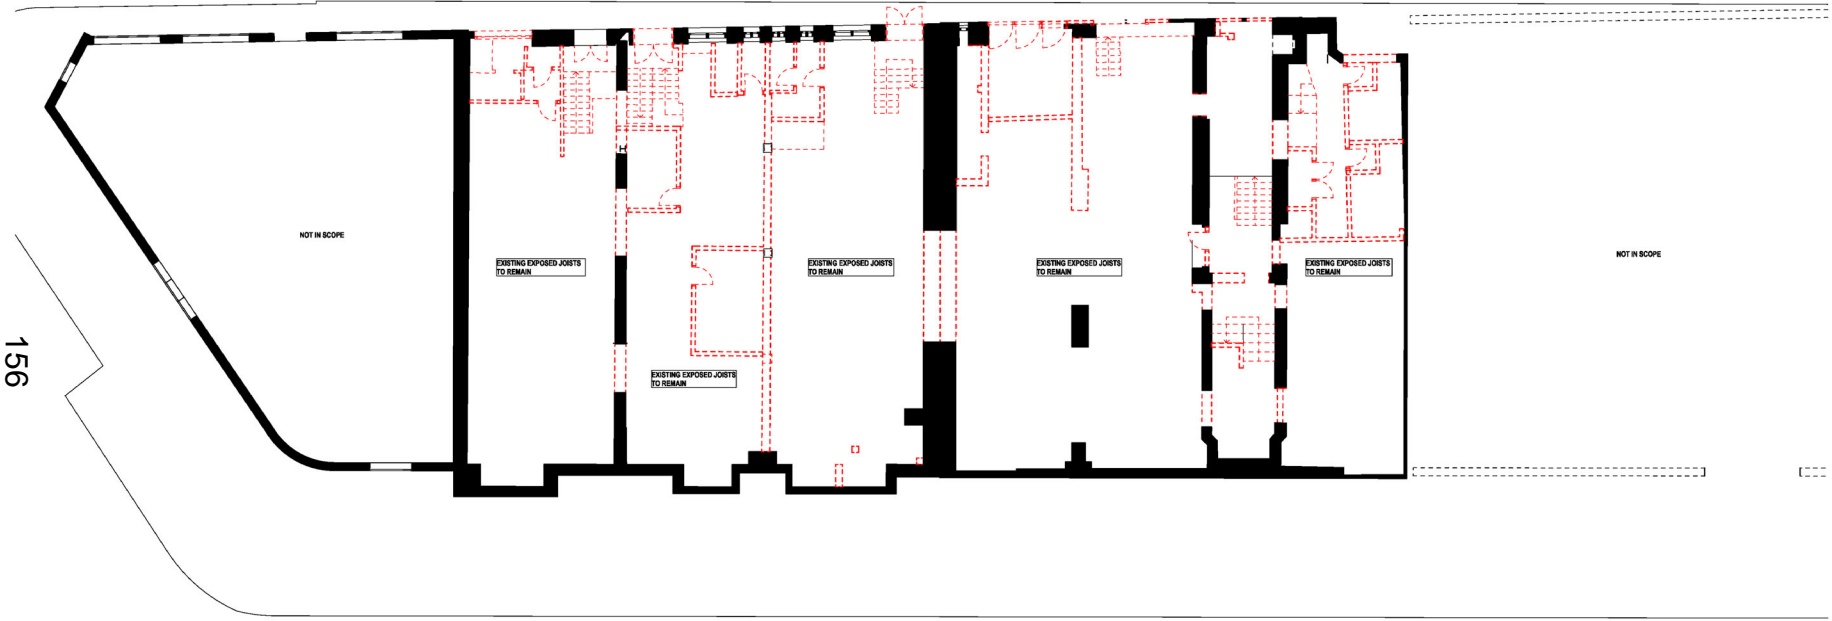 NOT IN SCOPE
EXISTING EXPOSED JOISTS
TO REMAIN
EXISTING EXPOSED JOISTS
TO REMAIN
EXISTING EXPOSED JOISTS
TO REMAIN
EXISTING EXPOSED JOISTS
TO REMAIN
EXISTING EXPOSED JOISTS
TO REMAIN
NOT IN SCOPE
156